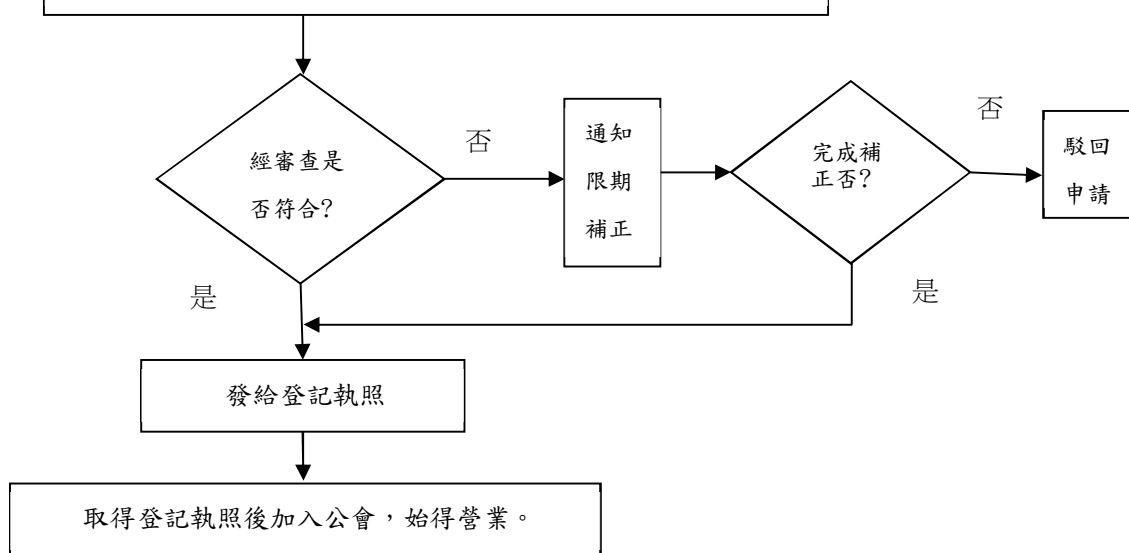 經審查是
否符合?
否
通知
限期
補正
完成補
正否?
否
駁回
申請
是
是
發給登記執照
取得登記執照後加入公會，始得營業。